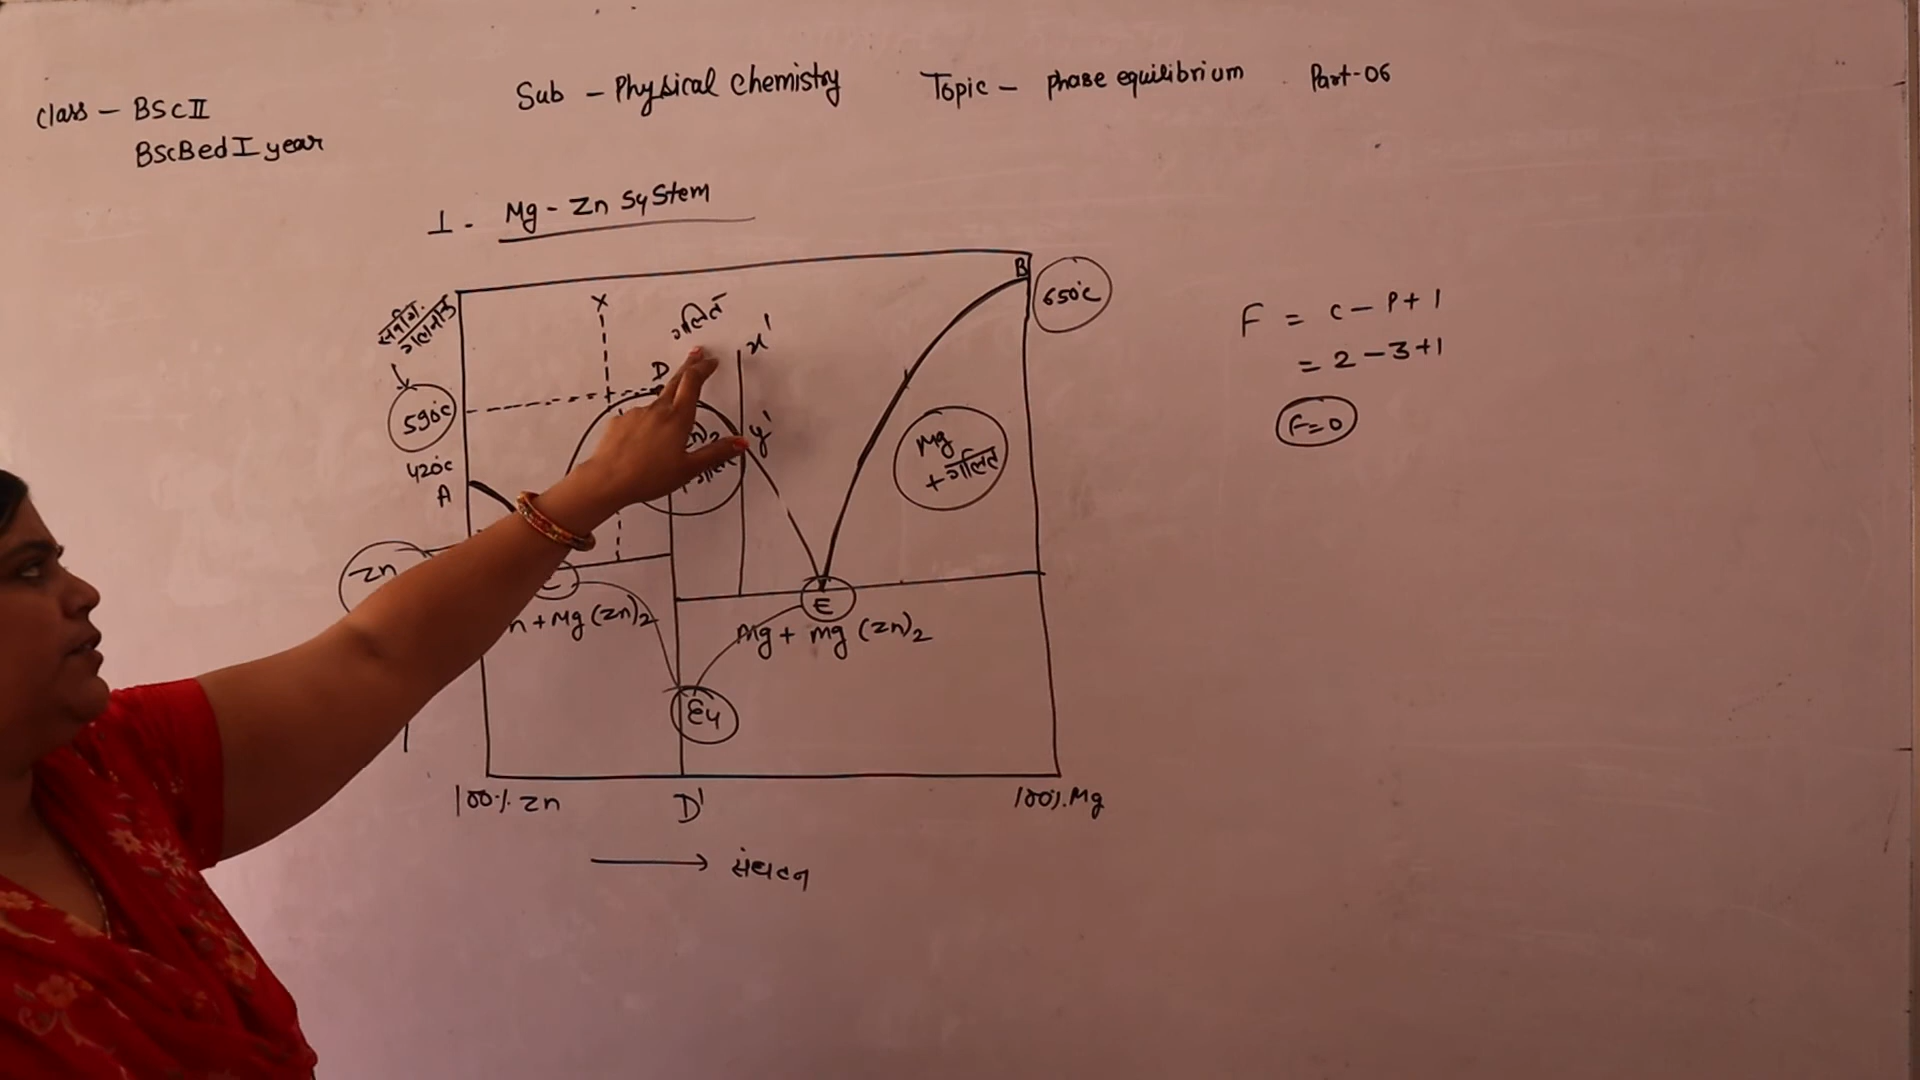 Class - BSc II
BScBed I year
Sub - Physical Chemistry
Topic - phase equilibrium
Part-06
1. Mg - Zn System
B
650°C
X
गलित
x'
D
590°C
y'
420°C
A
Mg
+ गलित
F = C - P + 1
= 2 - 3 + 1
F = 0
Zn
E
+ Mg (Zn)2
Mg + mg (Zn)2
Eu
100% Zn
D'
100% Mg
संघटन